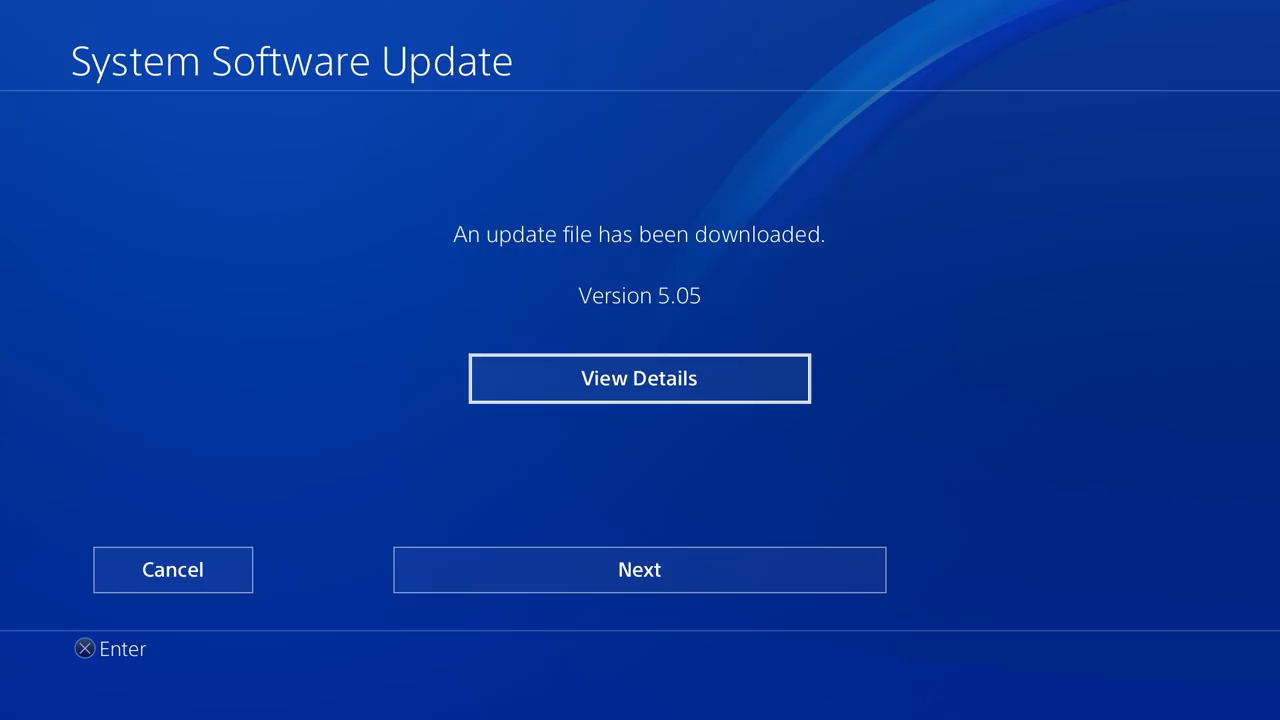 System Software Update
An update file has been downloaded.
Version 5.05
View Details
Cancel
Next
Enter